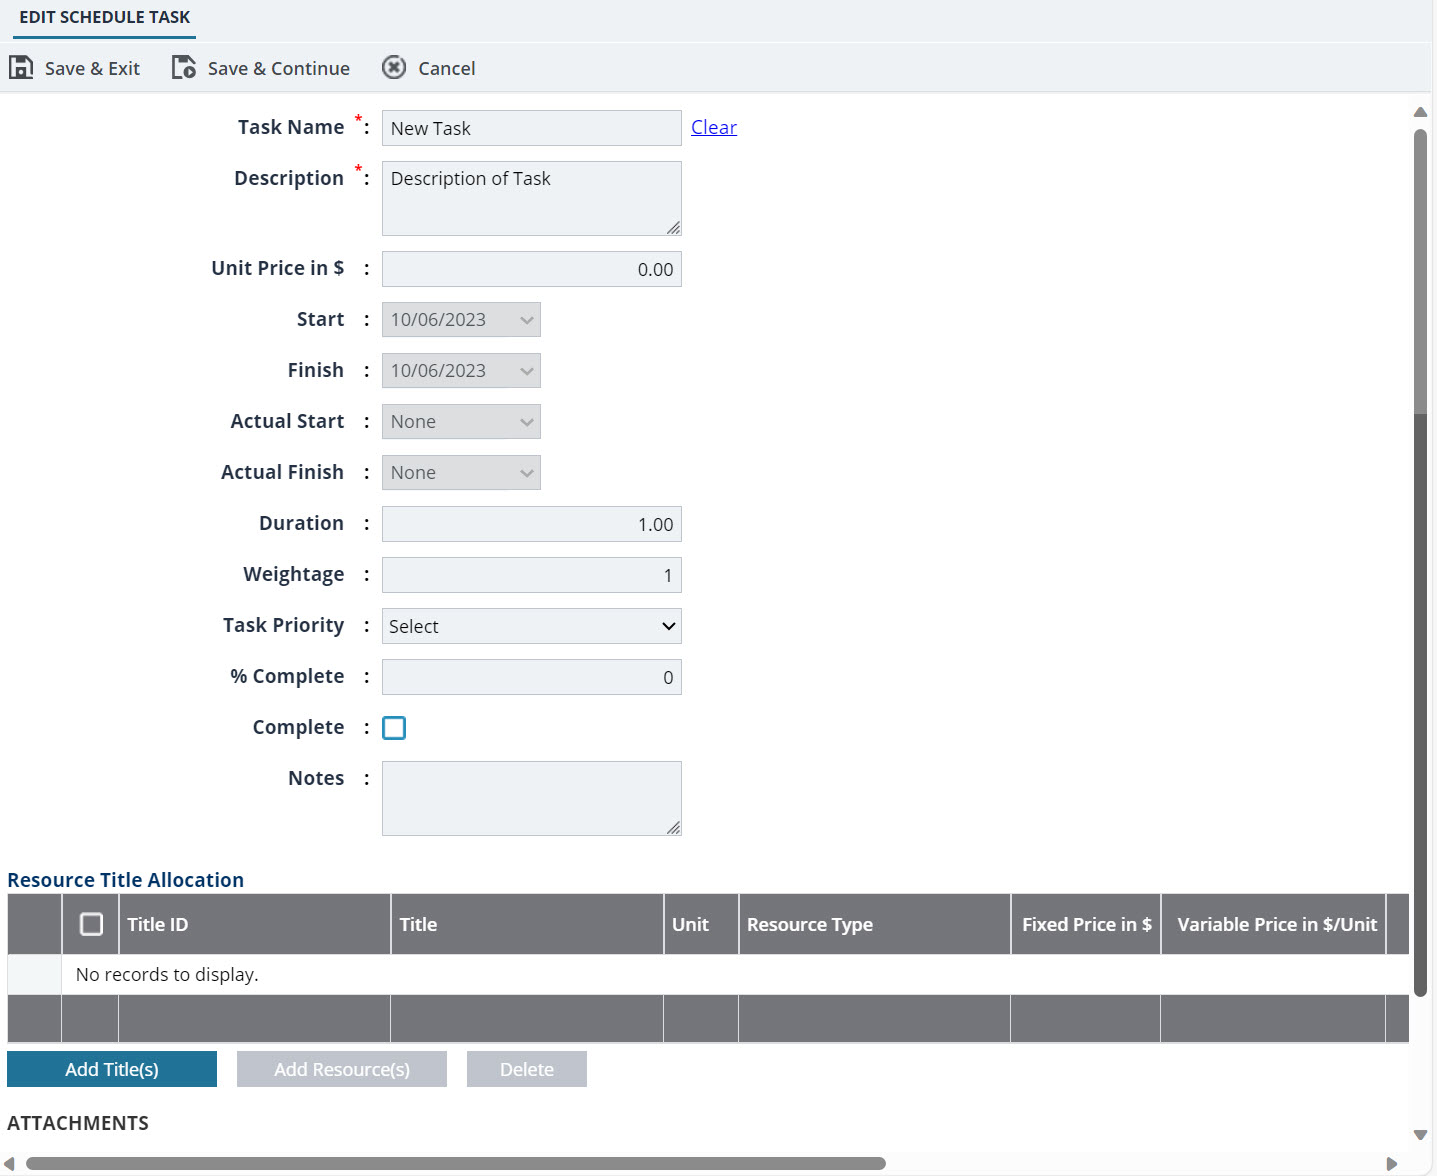 EDIT SCHEDULE TASK
Save & Exit Save & Continue Cancel
Task Name * : New Task Clear
Description * : Description of Task
Unit Price in $ : 0.00
Start : 10/06/2023
Finish : 10/06/2023
Actual Start : None
Actual Finish : None
Duration : 1.00
Weightage : 1
Task Priority : Select
% Complete : 0
Complete :
Notes :
Resource Title Allocation
Title ID Title Unit Resource Type Fixed Price in $ Variable Price in $/Unit
No records to display.
Add Title(s) Add Resource(s) Delete
ATTACHMENTS